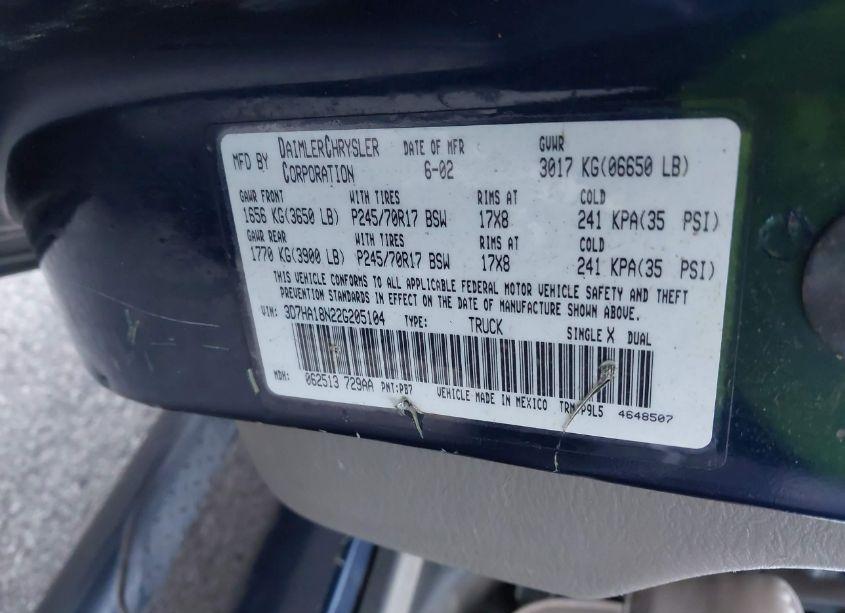 MFD BY DAIMLERCHRYSLER CORPORATION DATE OF MFR 6-02 GVWR 3017 KG(06650 LB)
GAWR FRONT WITH TIRES RIMS AT COLD
1656 KG(3650 LB) P245/70R17 BSW 17X8 241 KPA(35 PSI)
GAWR REAR WITH TIRES RIMS AT COLD
1770 KG(3900 LB) P245/70R17 BSW 17X8 241 KPA(35 PSI)
THIS VEHICLE CONFORMS TO ALL APPLICABLE FEDERAL MOTOR VEHICLE SAFETY AND THEFT
PREVENTION STANDARDS IN EFFECT ON THE DATE OF MANUFACTURE SHOWN ABOVE.
VIN: 3D7HA18N22G205104 TYPE: TRUCK SINGLE X DUAL
MDH: 062513 729AA PNT:PB7 VEHICLE MADE IN MEXICO TRM:P9L5 4648507